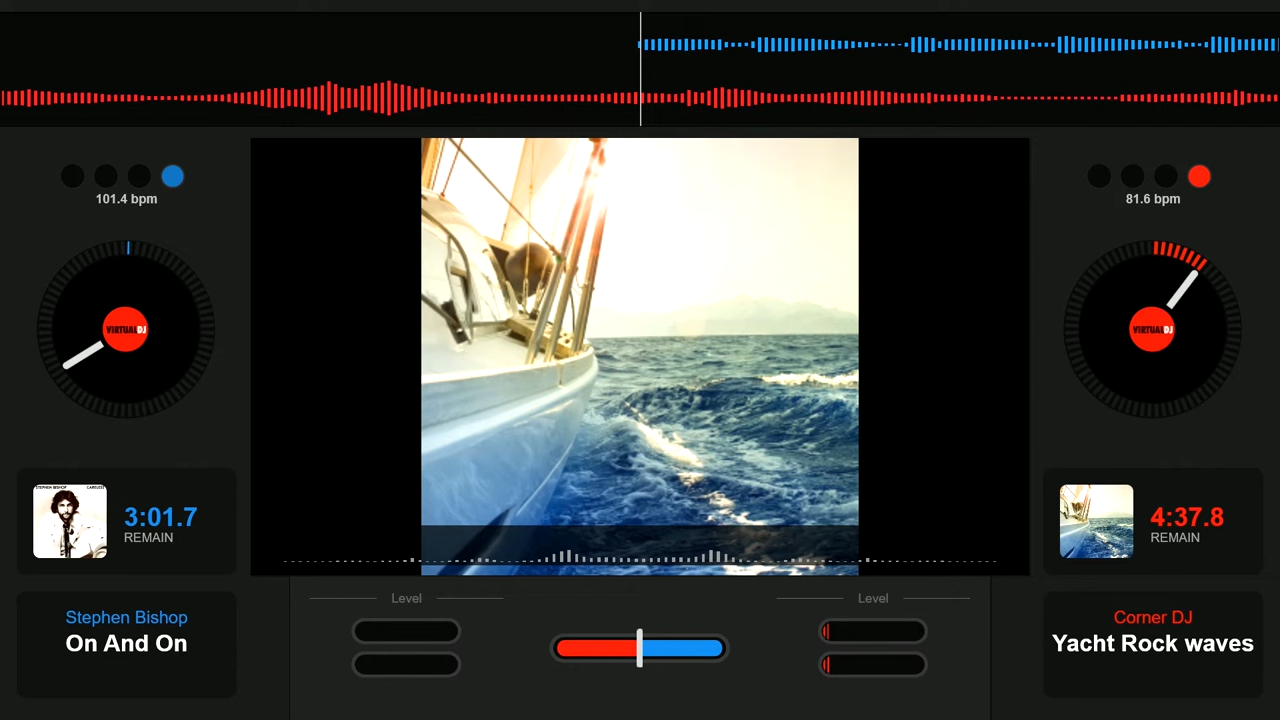 101.4 bpm
81.6 bpm
VIRTUALDJ
VIRTUALDJ
STEPHEN BISHOP CARELESS
3:01.7
REMAIN
4:37.8
REMAIN
Stephen Bishop
On And On
Level
Level
Corner DJ
Yacht Rock waves